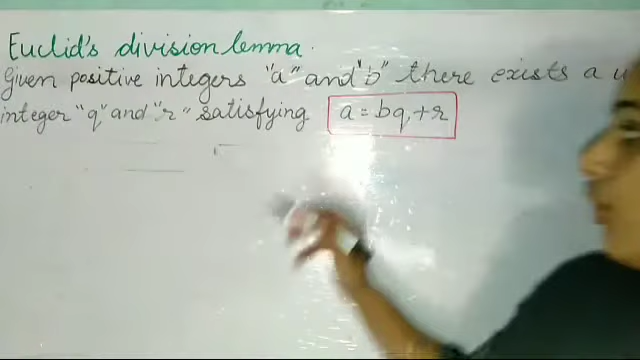 Euclid's division lemma.
Given positive integers "a" and "b" there exists a
integer "q" and "r" satisfying a = bq + r